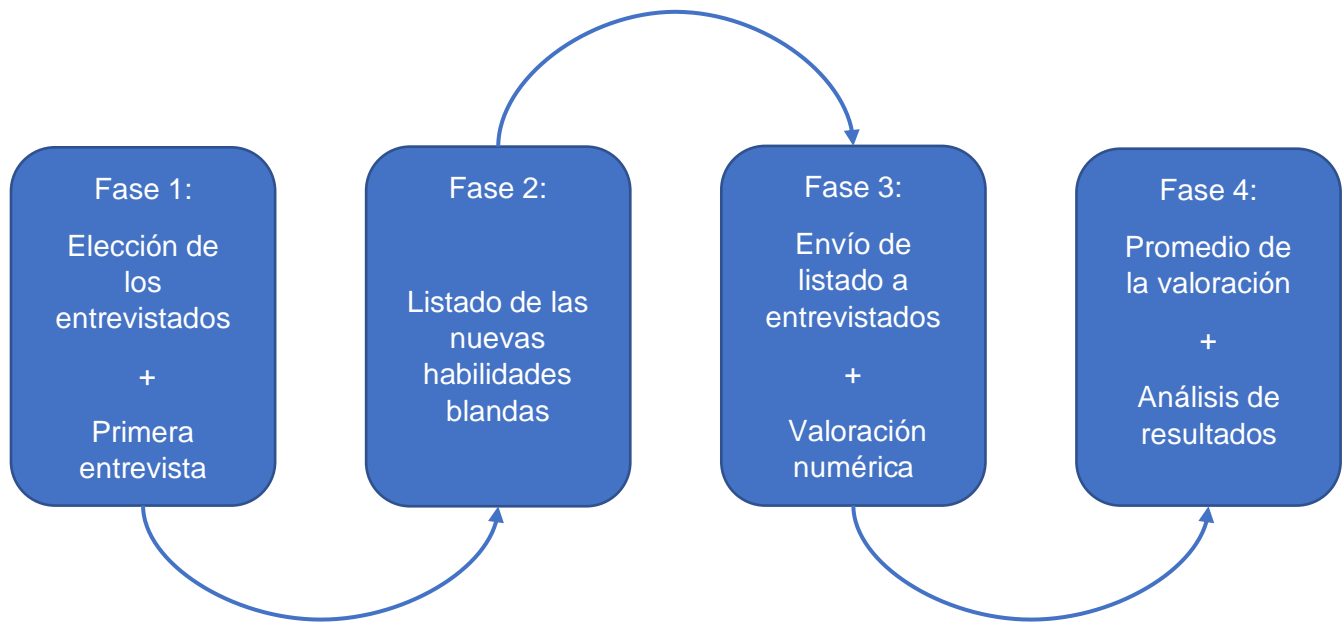 Fase 1:
Elección de
los
entrevistados
+
Primera
entrevista
Fase 2:
Listado de las
nuevas
habilidades
blandas
Fase 3:
Envío de
listado a
entrevistados
+
Valoración
numérica
Fase 4:
Promedio de
la valoración
+
Análisis de
resultados